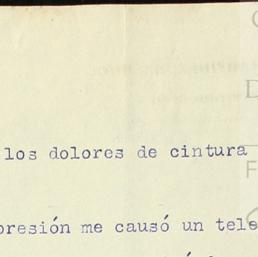 los dolores de cintura
presión me causó un tele